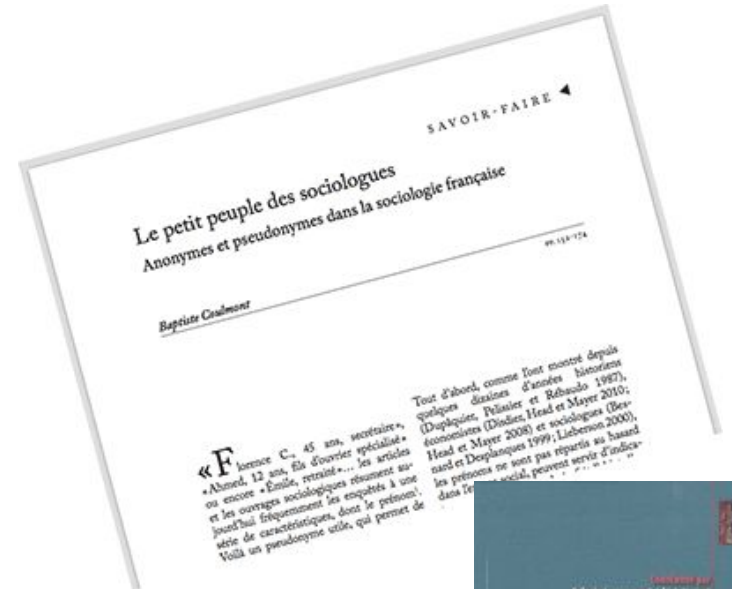 SAVOIR-FAIRE
Le petit peuple des sociologues
Anonymes et pseudonymes dans la sociologie française
pp. 152-174
Baptiste Coulmont
«Florence C., 45 ans, secrétaire»,
«Ahmed, 12 ans, fils d'ouvrier spécialisé»
ou encore «Émile, retraité»... les articles
et les ouvrages sociologiques résument au-
jourd'hui fréquemment les enquêtés à une
série de caractéristiques, dont le prénom.
Voilà un pseudonyme utile, qui permet de
Tout d'abord, comme l'ont montré depuis
quelques dizaines d'années historiens
(Dupâquier, Pelissier et Rébaudo 1987),
économistes (Disdier, Head et Mayer 2010;
Head et Mayer 2008) et sociologues (Bes-
nard et Desplanques 1999; Lieberson 2000),
les prénoms ne sont pas répartis au hasard
dans social, peuvent servir d'indica-